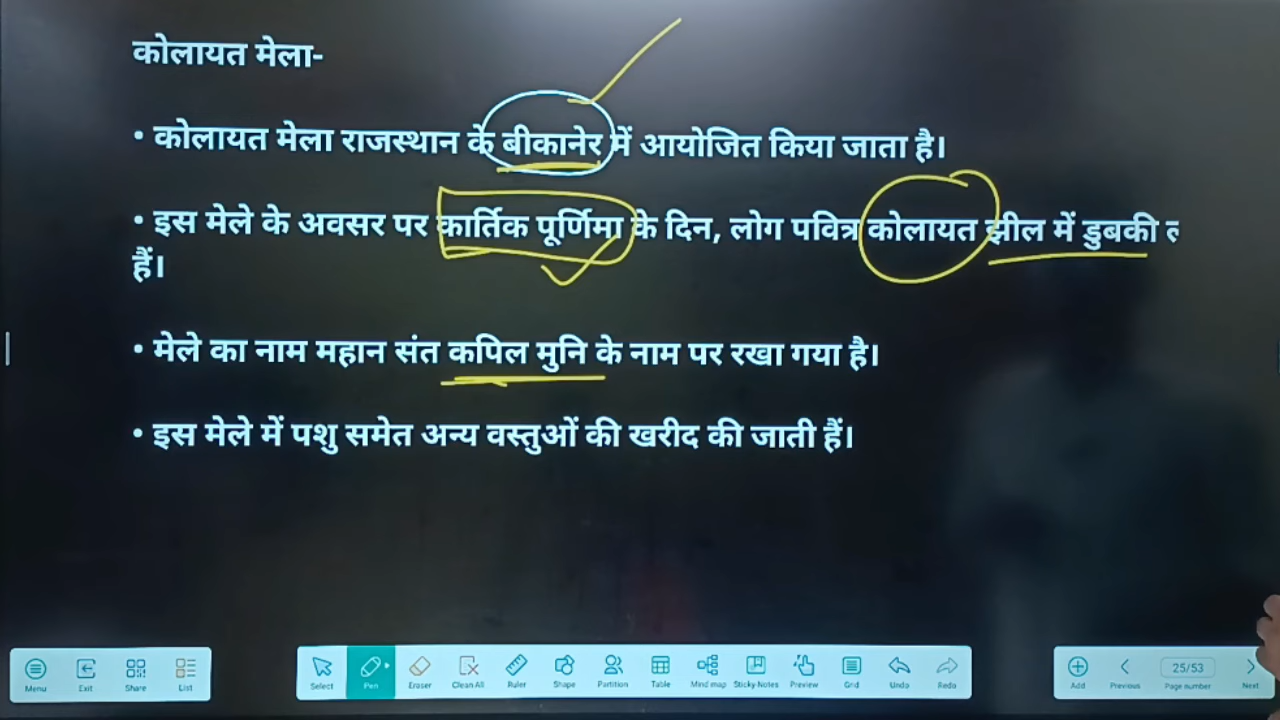 कोलायत मेला-
• कोलायत मेला राजस्थान के बीकानेर में आयोजित किया जाता है।
• इस मेले के अवसर पर कार्तिक पूर्णिमा के दिन, लोग पवित्र कोलायत झील में डुबकी
हैं।
• मेले का नाम महान संत कपिल मुनि के नाम पर रखा गया है।
• इस मेले में पशु समेत अन्य वस्तुओं की खरीद की जाती हैं।
Menu Exit Share List Select Pen Eraser Clean All Ruler Shape Partition Table Mind map Sticky Notes Preview Grid Undo Redo Add Previous 25/53 Page number Next